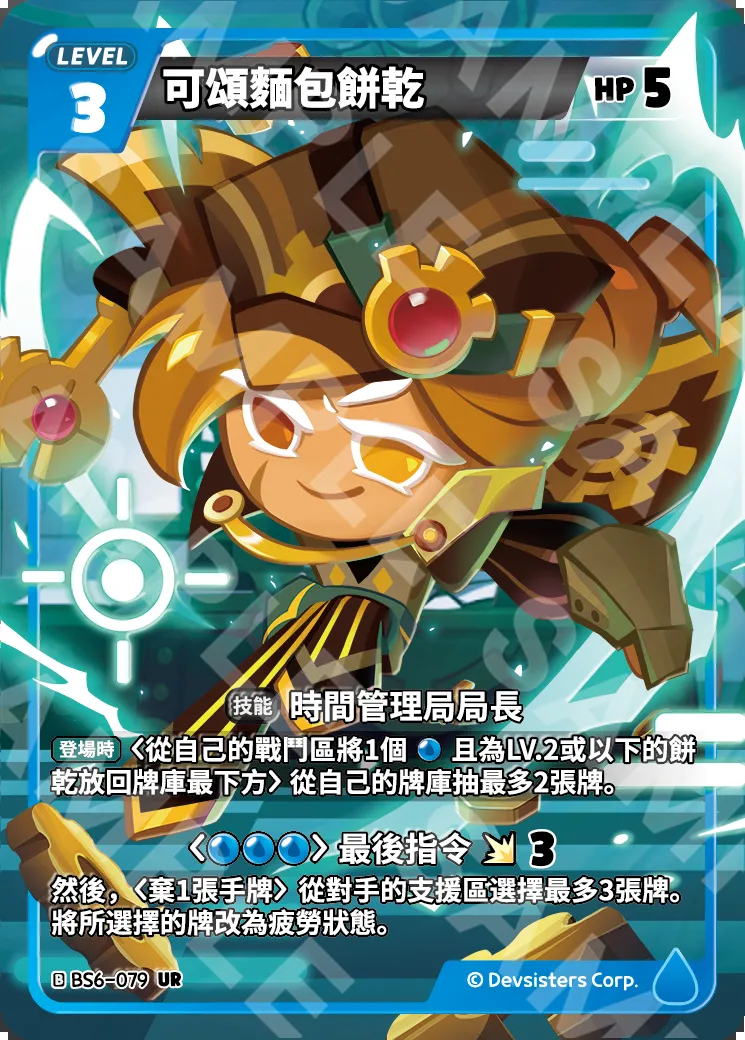 LEVEL
3
可頌麵包餅乾
HP 5
技能 時間管理局局長
登場時 〈從自己的戰鬥區將1個 且為LV.2或以下的餅
乾放回牌庫最下方〉從自己的牌庫抽最多2張牌。
〈 〉最後指令 3
然後,〈棄1張手牌〉從對手的支援區選擇最多3張牌。
將所選擇的牌改為疲勞狀態。
B BS6-079 UR
© Devsisters Corp.
SAMPLE SAMPLE SAMPLE